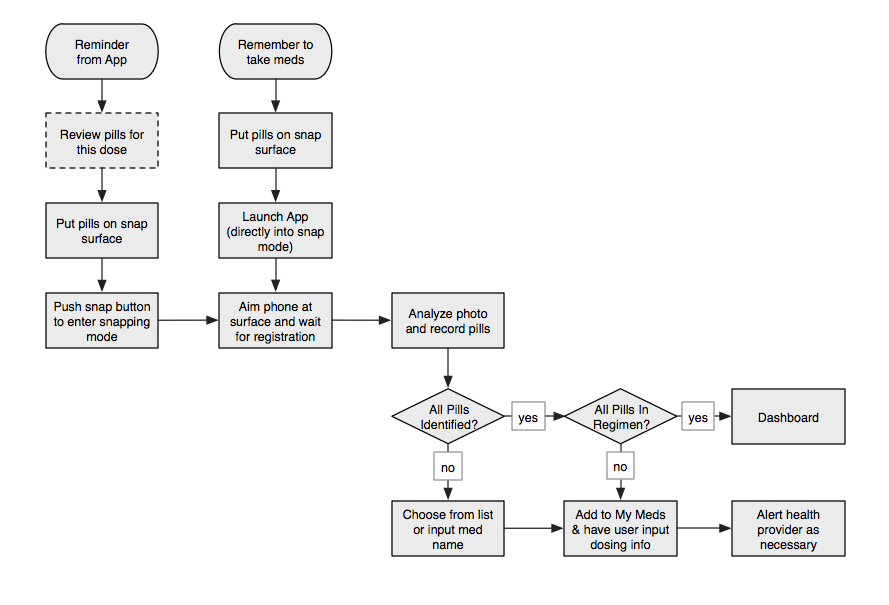 Reminder
from App
Remember to
take meds
Review pills for
this dose
Put pills on snap
surface
Put pills on snap
surface
Launch App
(directly into snap
mode)
Push snap button
to enter snapping
mode
Aim phone at
surface and wait
for registration
Analyze photo
and record pills
All Pills
Identified?
yes
All Pills In
Regimen?
yes
Dashboard
no
no
Choose from list
or input med
name
Add to My Meds
& have user input
dosing info
Alert health
provider as
necessary